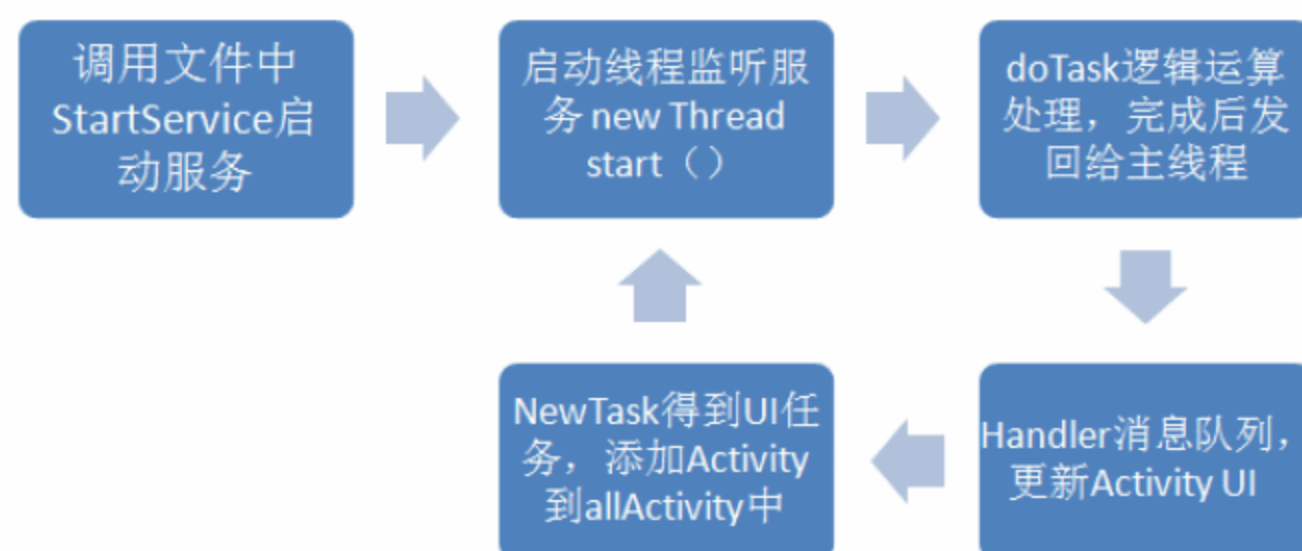 调用文件中
StartService启
动服务
启动线程监听服
务 new Thread
start（）
doTask逻辑运算
处理，完成后发
回给主线程
Handler消息队列，
更新Activity UI
NewTask得到UI任
务，添加Activity
到allActivity中